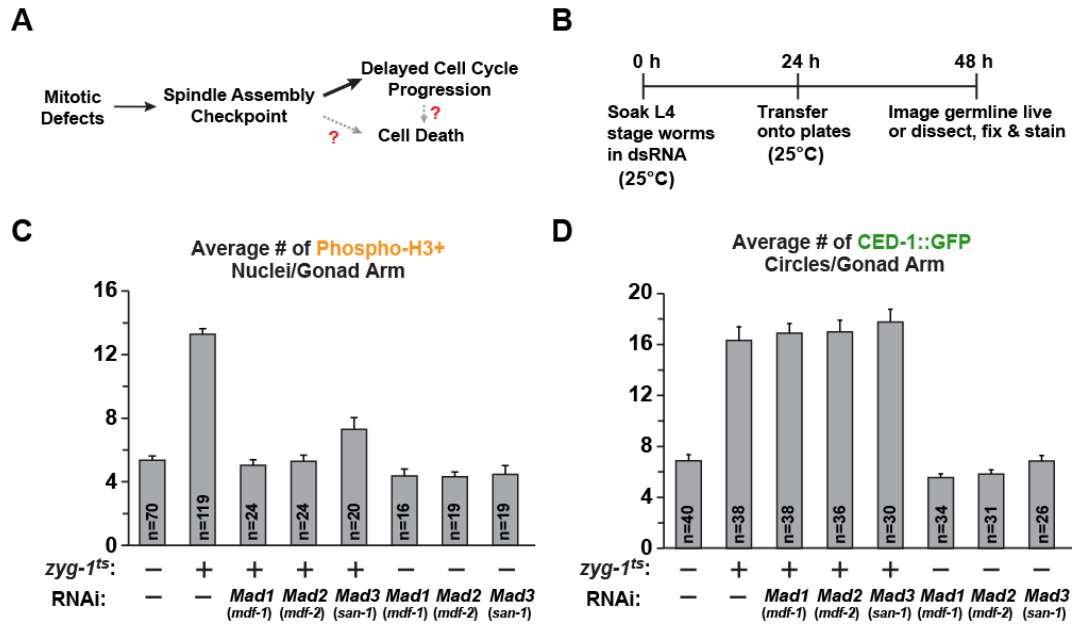 A
Mitotic
Defects
Spindle Assembly
Checkpoint
Delayed Cell Cycle
Progression
?
?
Cell Death
B
0 h
24 h
48 h
Soak L4
stage worms
in dsRNA
(25°C)
Transfer
onto plates
(25°C)
Image germline live
or dissect, fix & stain
C
Average # of Phospho-H3+
Nuclei/Gonad Arm
16
12
8
4
0
n=70
n=119
n=24
n=24
n=20
n=16
n=19
n=19
zyg-1ts: − + + + + − − −
RNAi: − − Mad1 Mad2 Mad3 Mad1 Mad2 Mad3
(mdf-1) (mdf-2) (san-1) (mdf-1) (mdf-2) (san-1)
D
Average # of CED-1::GFP
Circles/Gonad Arm
20
16
12
8
4
0
n=40
n=38
n=38
n=36
n=30
n=34
n=31
n=26
zyg-1ts: − + + + + − − −
RNAi: − − Mad1 Mad2 Mad3 Mad1 Mad2 Mad3
(mdf-1) (mdf-2) (san-1) (mdf-1) (mdf-2) (san-1)